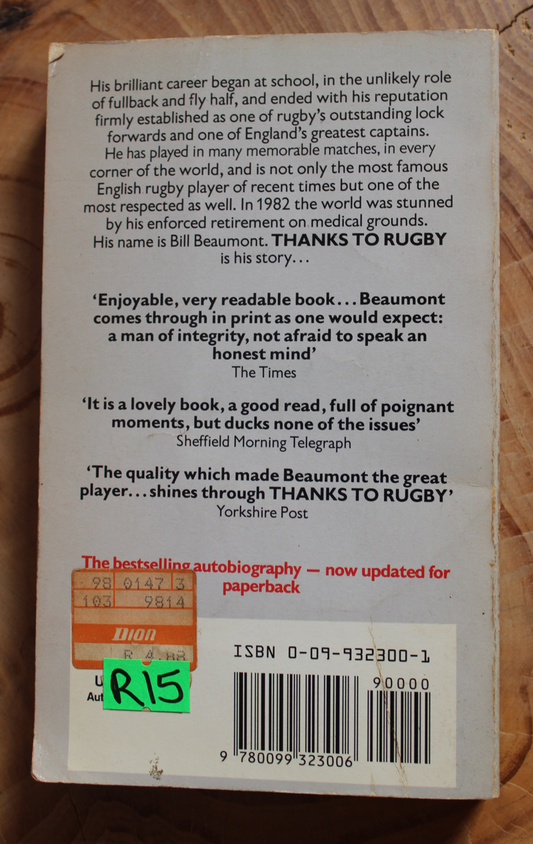 His brilliant career began at school, in the unlikely role
of fullback and fly half, and ended with his reputation
firmly established as one of rugby's outstanding lock
forwards and one of England's greatest captains.
He has played in many memorable matches, in every
corner of the world, and is not only the most famous
English rugby player of recent times but one of the
most respected as well. In 1982 the world was stunned
by his enforced retirement on medical grounds.
His name is Bill Beaumont. THANKS TO RUGBY
is his story...
'Enjoyable, very readable book... Beaumont
comes through in print as one would expect:
a man of integrity, not afraid to speak an
honest mind'
The Times
'It is a lovely book, a good read, full of poignant
moments, but ducks none of the issues'
Sheffield Morning Telegraph
'The quality which made Beaumont the great
player... shines through THANKS TO RUGBY'
Yorkshire Post
The bestselling autobiography — now updated for
paperback
98 0147 3
103 9814
DION
R 4.88
R15
ISBN 0-09-932300-1
90000
9 780099 323006